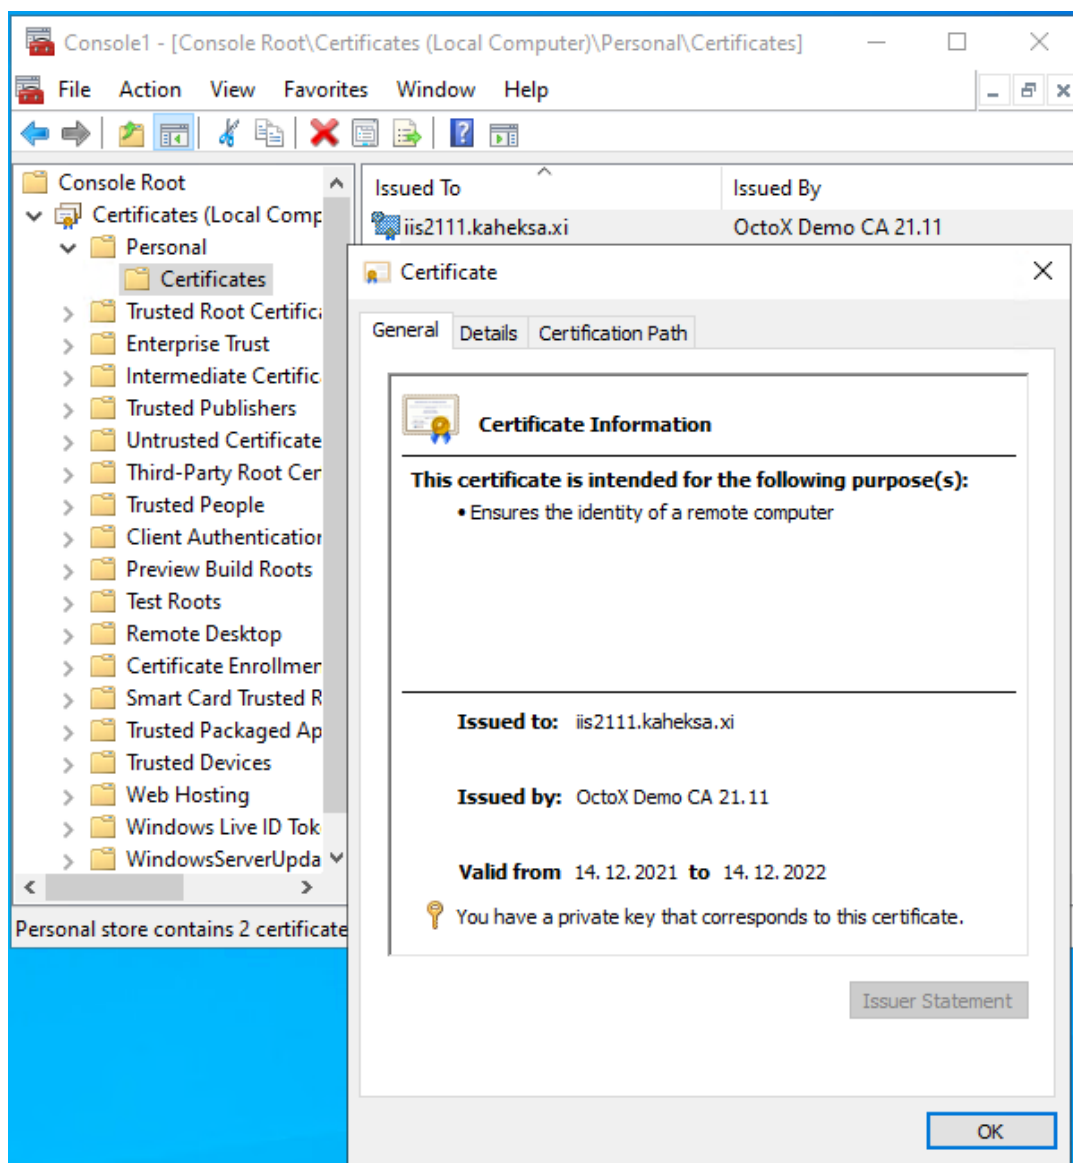 Console1 - [Console Root\Certificates (Local Computer)\Personal\Certificates]
File Action View Favorites Window Help
Console Root
Certificates (Local Comp
Personal
Certificates
Trusted Root Certific
Enterprise Trust
Intermediate Certific
Trusted Publishers
Untrusted Certificate
Third-Party Root Cer
Trusted People
Client Authentication
Preview Build Roots
Test Roots
Remote Desktop
Certificate Enrollmen
Smart Card Trusted R
Trusted Packaged Ap
Trusted Devices
Web Hosting
Windows Live ID Tok
WindowsServerUpda
Personal store contains 2 certificate
Issued To Issued By
iis2111.kaheksa.xi OctoX Demo CA 21.11
Certificate
General Details Certification Path
Certificate Information
This certificate is intended for the following purpose(s):
• Ensures the identity of a remote computer
Issued to: iis2111.kaheksa.xi
Issued by: OctoX Demo CA 21.11
Valid from 14.12.2021 to 14.12.2022
You have a private key that corresponds to this certificate.
Issuer Statement
OK